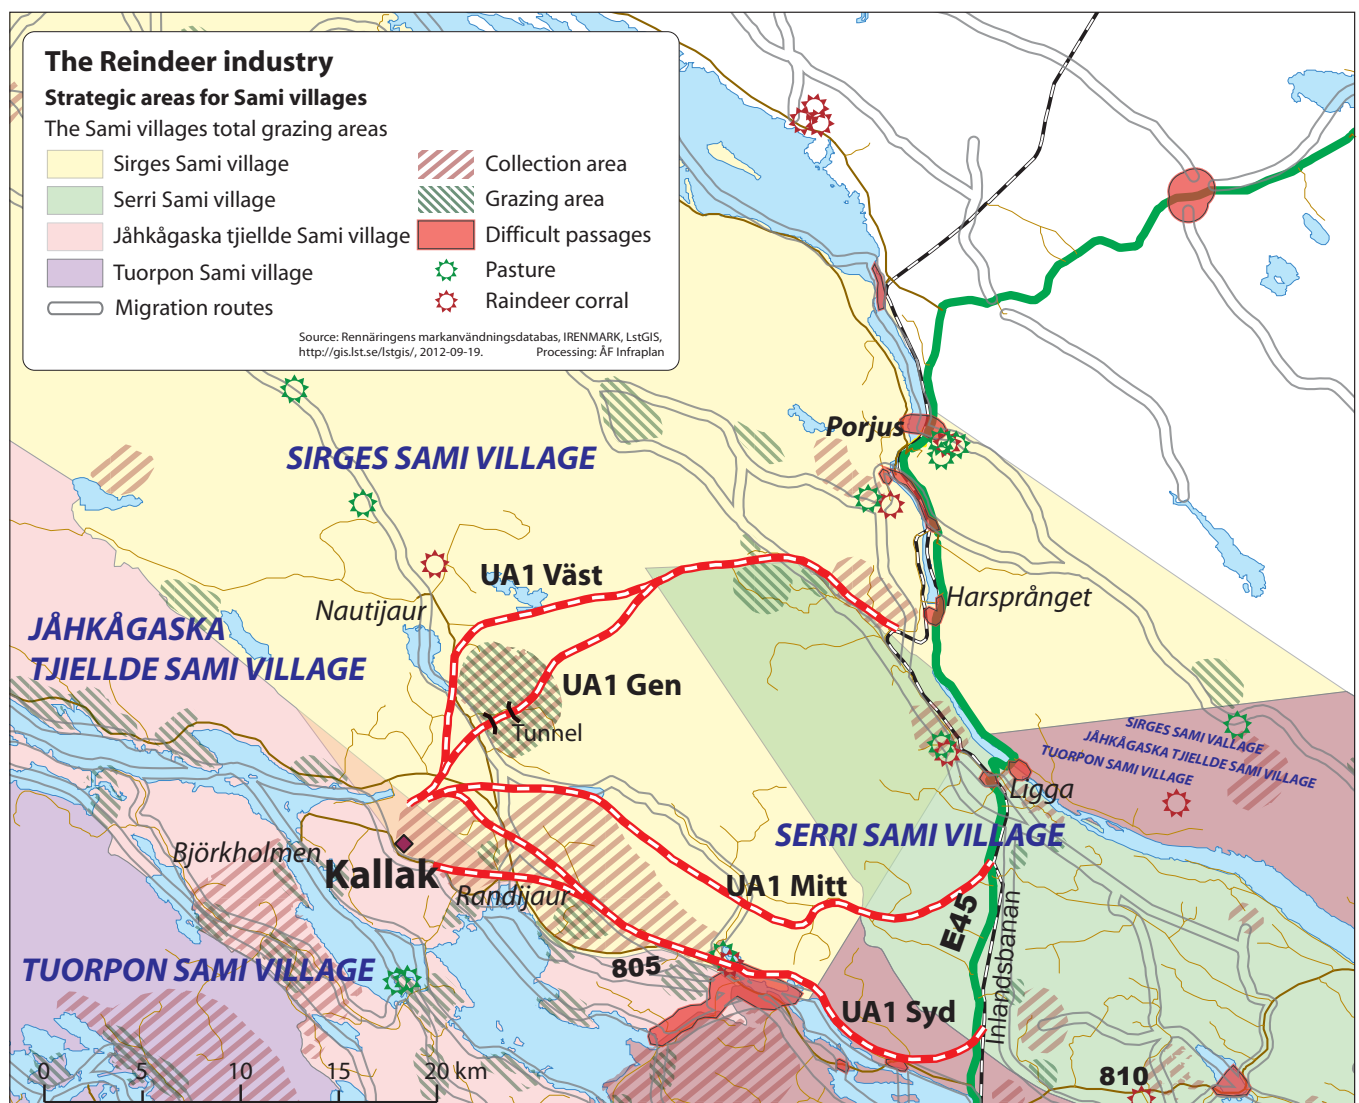 The Reindeer industry
Strategic areas for Sami villages
The Sami villages total grazing areas
Sirges Sami village
Serri Sami village
Jåhkågaska tjiellde Sami village
Tuorpon Sami village
Migration routes
Collection area
Grazing area
Difficult passages
Pasture
Raindeer corral
Source: Rennäringens markanvändningsdatabas, IRENMARK, LstGIS,
http://gis.lst.se/lstgis/, 2012-09-19. Processing: ÅF Infraplan
Porjus
SIRGES SAMI VILLAGE
UA1 Väst
Nautijaur
Harsprånget
JÅHKÅGASKA
TJIELLDE SAMI VILLAGE
UA1 Gen
Tunnel
SIRGES SAMI VALLAGE
JÅHKÅGASKA TJIELLDE SAMI VILLAGE
TUORPON SAMI VILLAGE
Ligga
SERRI SAMI VILLAGE
Björkholmen
Kallak
Randijaur
UA1 Mitt
E45
Inlandsbanan
TUORPON SAMI VILLAGE
805
UA1 Syd
810
0 5 10 15 20 km